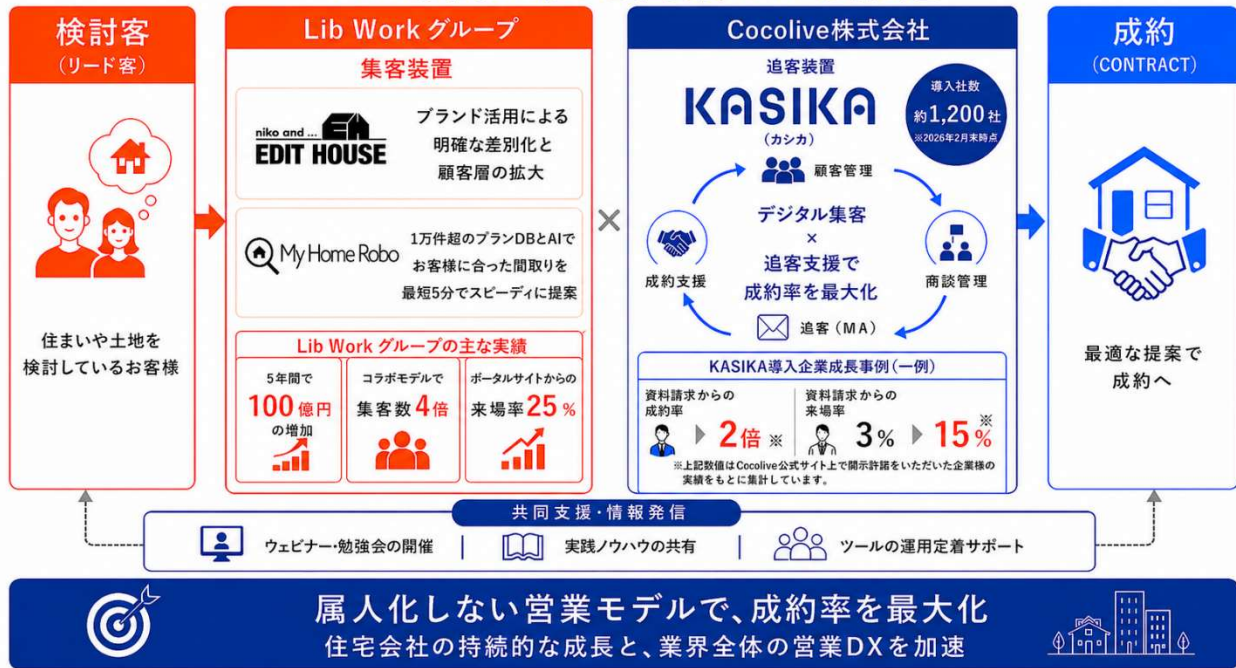 検討客
(リード客)
住まいや土地を
検討しているお客様
Lib Work グループ
集客装置
niko and ...
EDIT HOUSE
ブランド活用による
明確な差別化と
顧客層の拡大
My Home Robo
1万件超のプランDBとAIで
お客様に合った間取りを
最短5分でスピーディに提案
Lib Work グループの主な実績
5年間で
100億円
の増加
コラボモデルで
集客数4倍
ポータルサイトからの
来場率25%
×
Cocolive株式会社
追客装置
KASIKA
(カシカ)
導入社数
約1,200社
※2026年2月末時点
顧客管理
デジタル集客
×
追客支援で
成約率を最大化
成約支援
商談管理
追客(MA)
KASIKA導入企業成長事例(一例)
資料請求からの
成約率
2倍 ※
資料請求からの
来場率
3% 15% ※
※上記数値はCocolive公式サイト上で開示許諾をいただいた企業様の
実績をもとに集計しています。
成約
(CONTRACT)
最適な提案で
成約へ
共同支援・情報発信
ウェビナー・勉強会の開催
実践ノウハウの共有
ツールの運用定着サポート
属人化しない営業モデルで、成約率を最大化
住宅会社の持続的な成長と、業界全体の営業DXを加速